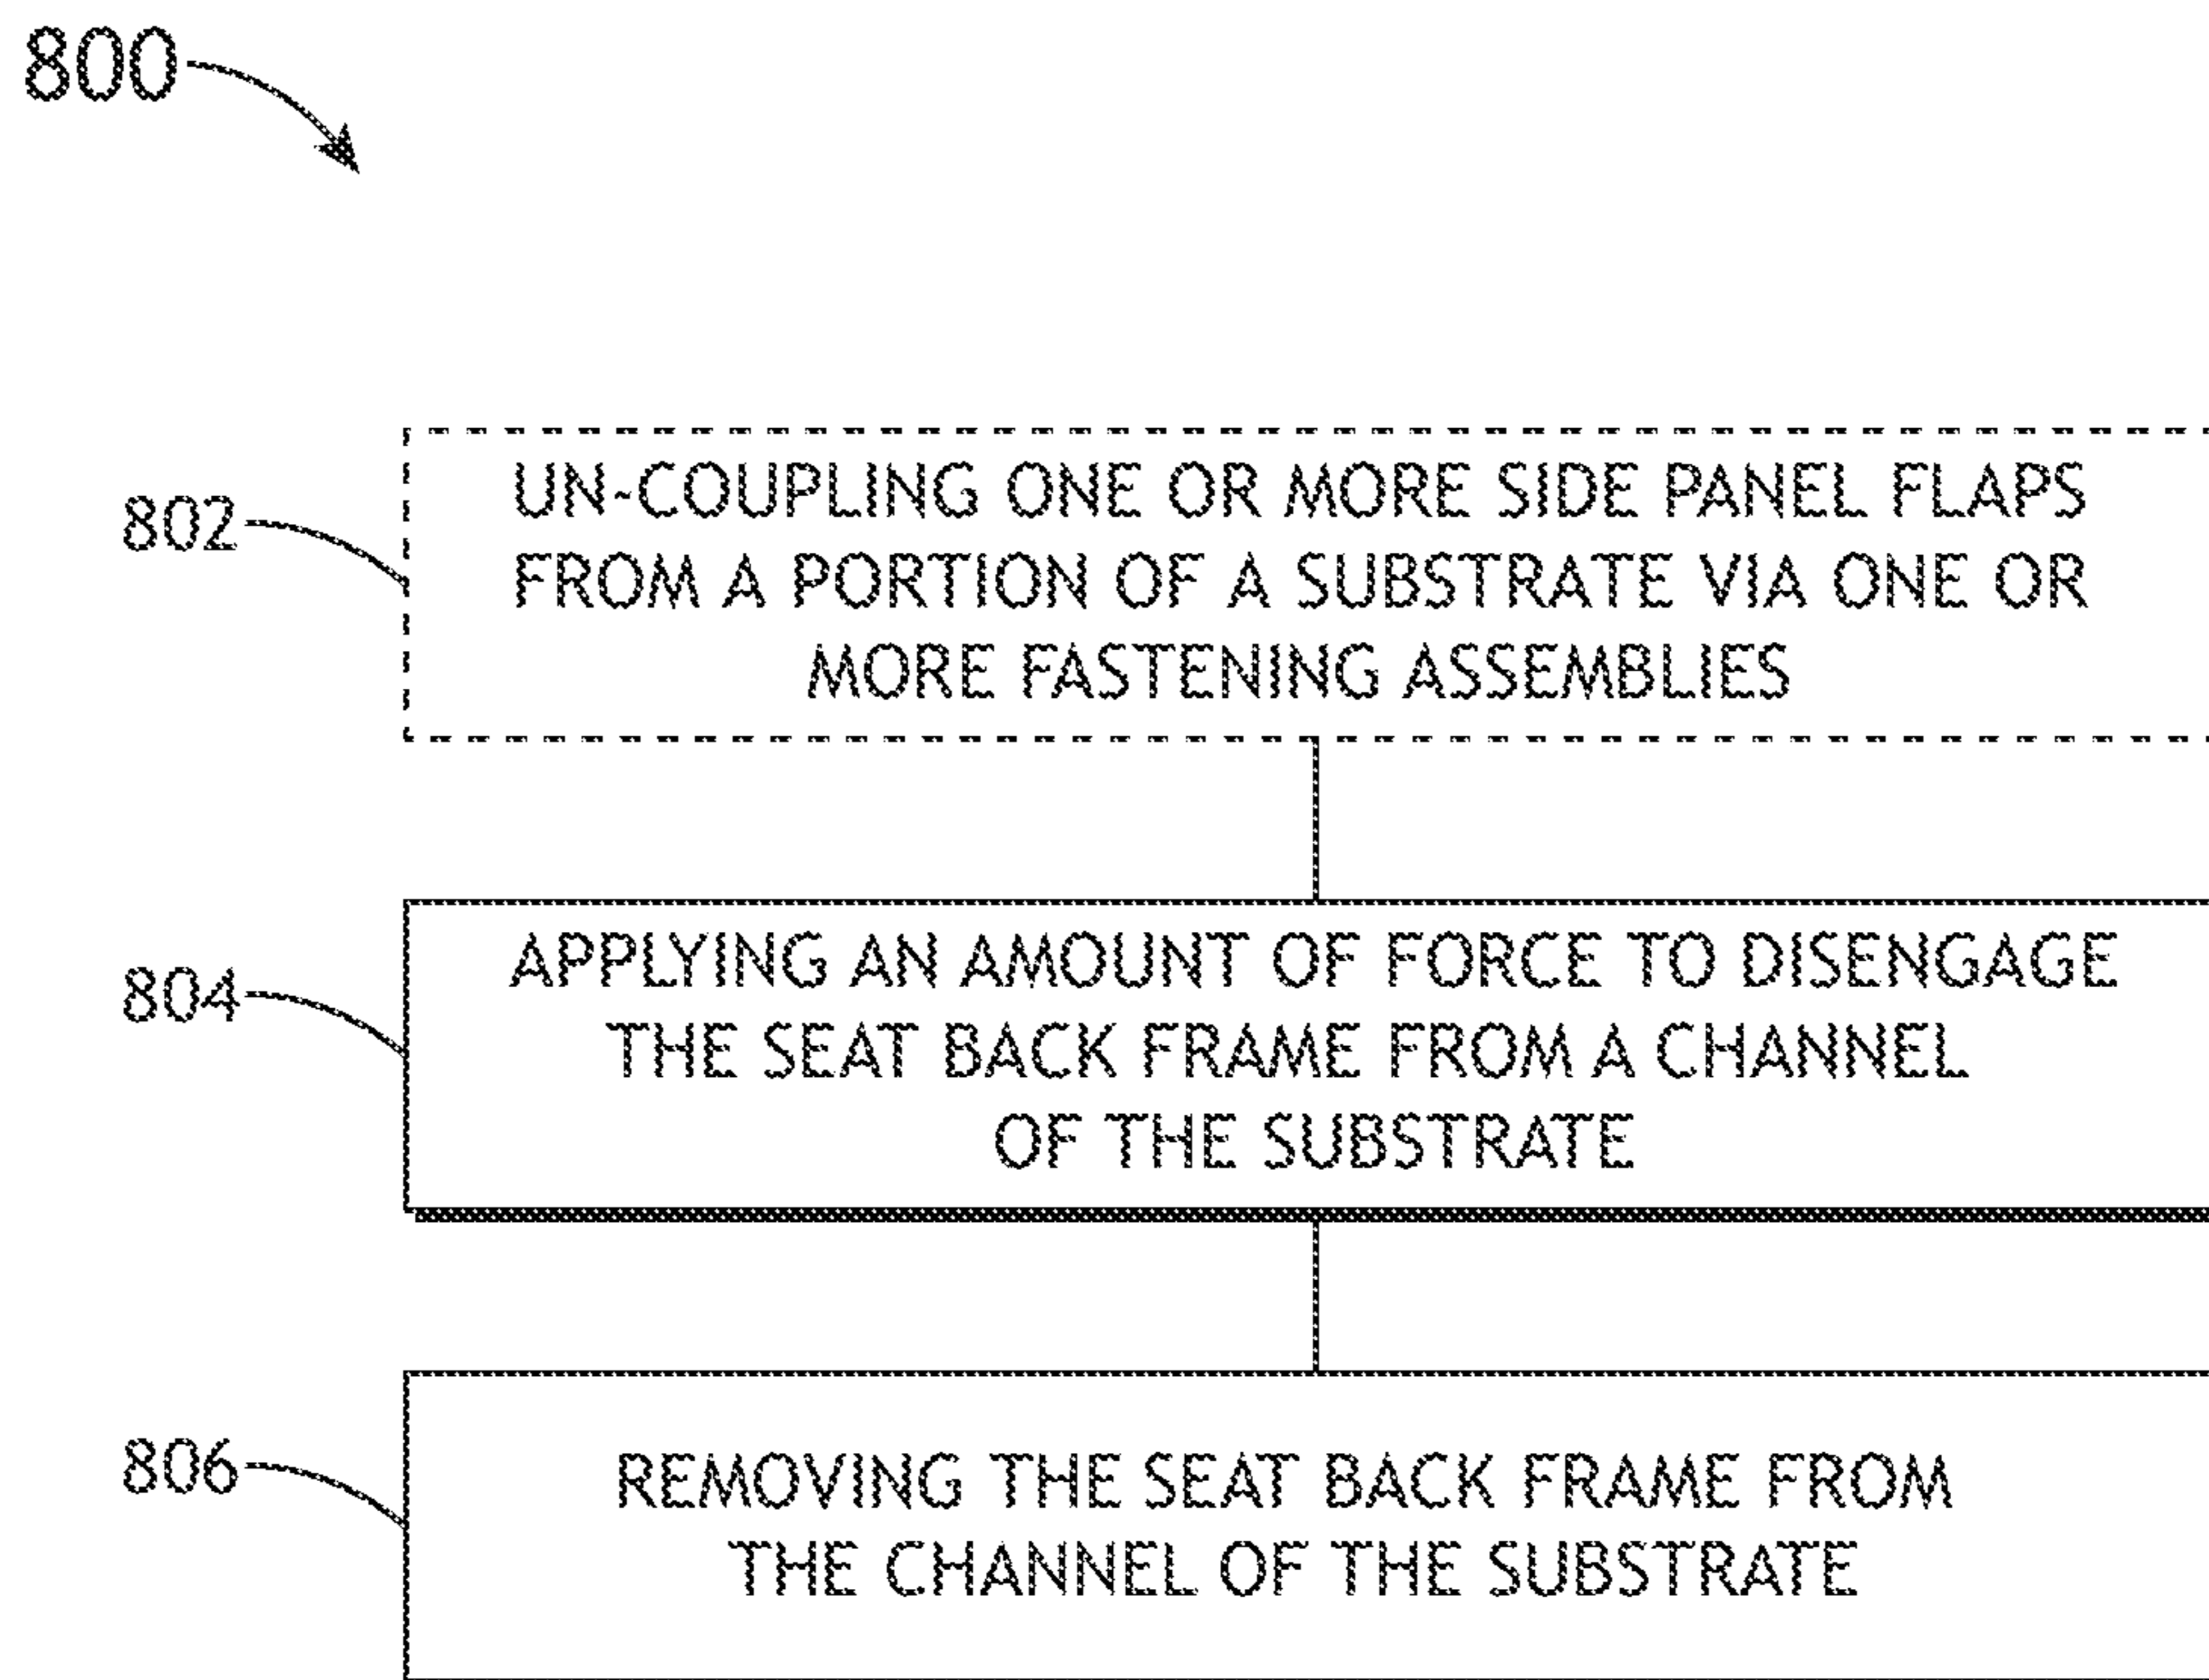 800
802
UN-COUPLING ONE OR MORE SIDE PANEL FLAPS
FROM A PORTION OF A SUBSTRATE VIA ONE OR
MORE FASTENING ASSEMBLIES
804
APPLYING AN AMOUNT OF FORCE TO DISENGAGE
THE SEAT BACK FRAME FROM A CHANNEL
OF THE SUBSTRATE
806
REMOVING THE SEAT BACK FRAME FROM
THE CHANNEL OF THE SUBSTRATE